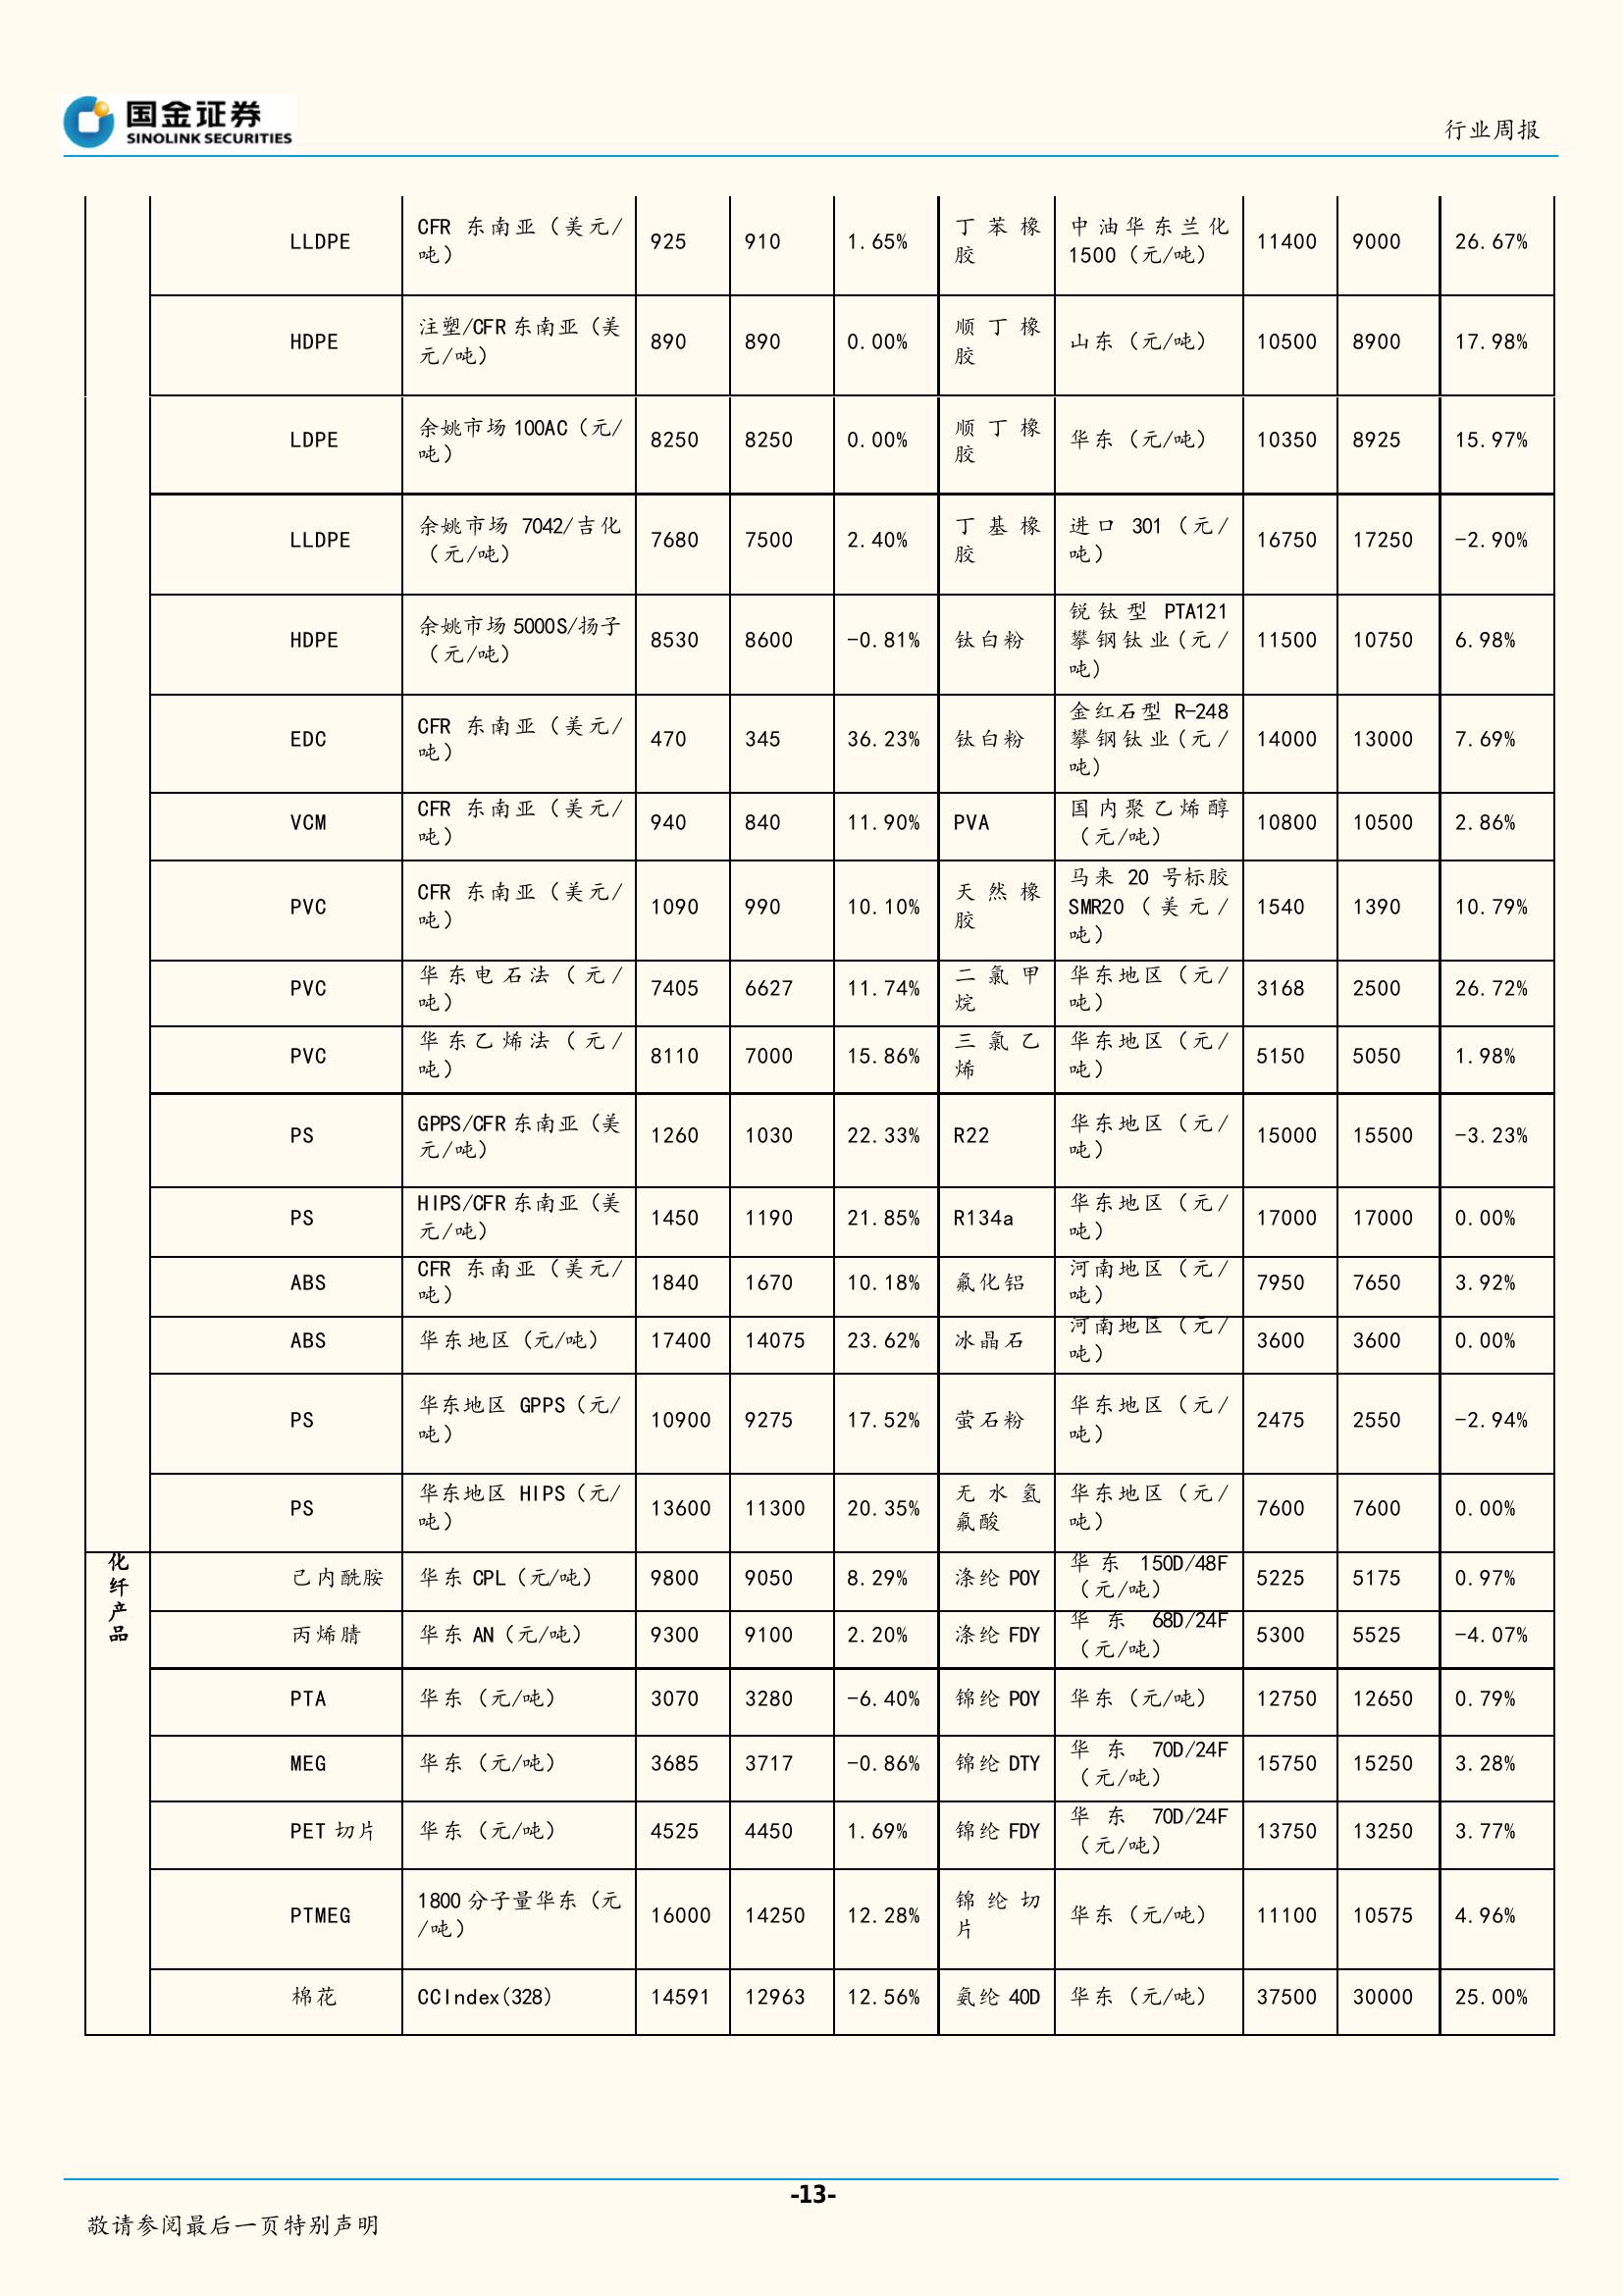 国金证券
SINOLINK SECURITIES
行业周报
LLDPE CFR 东南亚（美元/吨） 925 910 1.65% 丁苯橡胶 中油华东兰化1500（元/吨） 11400 9000 26.67%
HDPE 注塑/CFR 东南亚（美元/吨） 890 890 0.00% 顺丁橡胶 山东（元/吨） 10500 8900 17.98%
LDPE 余姚市场 100AC（元/吨） 8250 8250 0.00% 顺丁橡胶 华东（元/吨） 10350 8925 15.97%
LLDPE 余姚市场 7042/吉化（元/吨） 7680 7500 2.40% 丁基橡胶 进口 301（元/吨） 16750 17250 -2.90%
HDPE 余姚市场 5000S/扬子（元/吨） 8530 8600 -0.81% 钛白粉 锐钛型 PTA121攀钢钛业(元/吨) 11500 10750 6.98%
EDC CFR 东南亚（美元/吨） 470 345 36.23% 钛白粉 金红石型 R-248攀钢钛业(元/吨) 14000 13000 7.69%
VCM CFR 东南亚（美元/吨） 940 840 11.90% PVA 国内聚乙烯醇（元/吨） 10800 10500 2.86%
PVC CFR 东南亚（美元/吨） 1090 990 10.10% 天然橡胶 马来 20 号标胶SMR20（美元/吨） 1540 1390 10.79%
PVC 华东电石法（元/吨） 7405 6627 11.74% 二氯甲烷 华东地区（元/吨） 3168 2500 26.72%
PVC 华东乙烯法（元/吨） 8110 7000 15.86% 三氯乙烯 华东地区（元/吨） 5150 5050 1.98%
PS GPPS/CFR 东南亚（美元/吨） 1260 1030 22.33% R22 华东地区（元/吨） 15000 15500 -3.23%
PS HIPS/CFR 东南亚（美元/吨） 1450 1190 21.85% R134a 华东地区（元/吨） 17000 17000 0.00%
ABS CFR 东南亚（美元/吨） 1840 1670 10.18% 氟化铝 河南地区（元/吨） 7950 7650 3.92%
ABS 华东地区（元/吨） 17400 14075 23.62% 冰晶石 河南地区（元/吨） 3600 3600 0.00%
PS 华东地区 GPPS（元/吨） 10900 9275 17.52% 萤石粉 华东地区（元/吨） 2475 2550 -2.94%
PS 华东地区 HIPS（元/吨） 13600 11300 20.35% 无水氢氟酸 华东地区（元/吨） 7600 7600 0.00%
化纤产品 己内酰胺 华东 CPL（元/吨） 9800 9050 8.29% 涤纶 POY 华东 150D/48F（元/吨） 5225 5175 0.97%
丙烯腈 华东 AN（元/吨） 9300 9100 2.20% 涤纶 FDY 华东 68D/24F（元/吨） 5300 5525 -4.07%
PTA 华东（元/吨） 3070 3280 -6.40% 锦纶 POY 华东（元/吨） 12750 12650 0.79%
MEG 华东（元/吨） 3685 3717 -0.86% 锦纶 DTY 华东 70D/24F（元/吨） 15750 15250 3.28%
PET 切片 华东（元/吨） 4525 4450 1.69% 锦纶 FDY 华东 70D/24F（元/吨） 13750 13250 3.77%
PTMEG 1800 分子量华东（元/吨） 16000 14250 12.28% 锦纶切片 华东（元/吨） 11100 10575 4.96%
棉花 CCIndex(328) 14591 12963 12.56% 氨纶 40D 华东（元/吨） 37500 30000 25.00%
-13-
敬请参阅最后一页特别声明